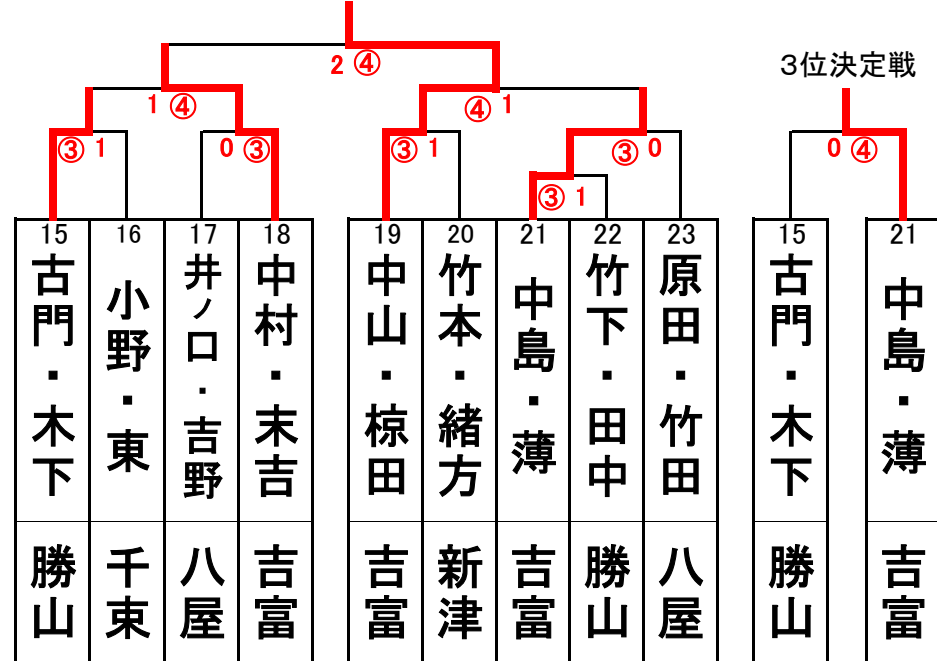 2 ④
3位決定戦
1 ④
④ 1
③ 1
0 ③
③ 1
③ 0
0 ④
③ 1
15 16 17 18 19 20 21 22 23 15 21
古門・木下
小野・東
井ノ口・吉野
中村・末吉
中山・椋田
竹本・緒方
中島・薄
竹下・田中
原田・竹田
古門・木下
中島・薄
勝山
千束
八屋
吉富
吉富
新津
吉富
勝山
八屋
勝山
吉富